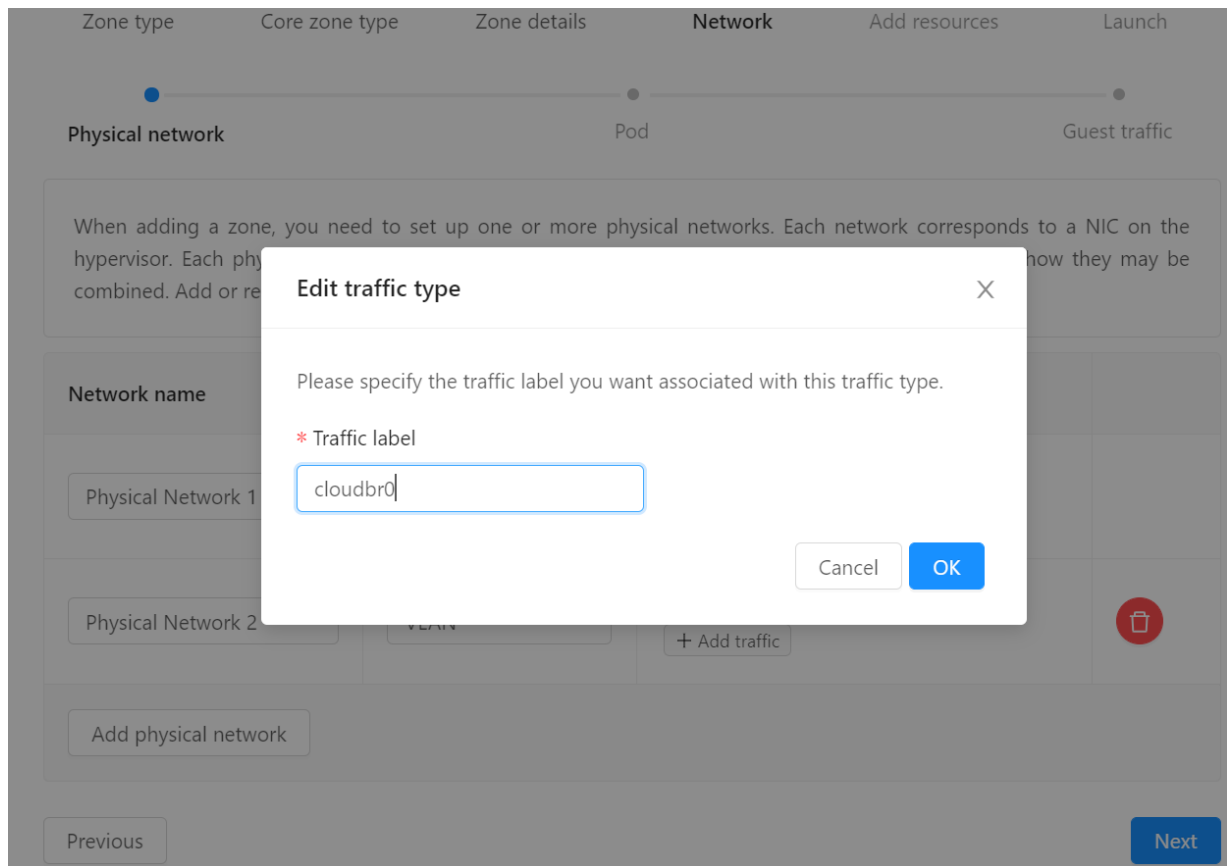 Zone type Core zone type Zone details Network Add resources Launch
Physical network Pod Guest traffic
When adding a zone, you need to set up one or more physical networks. Each network corresponds to a NIC on the
hypervisor. Each how they may be
combined. Add or
Edit traffic type
Please specify the traffic label you want associated with this traffic type.
* Traffic label
cloudbr0
Cancel OK
Network name
Physical Network 1
Physical Network 2 VLAN
+ Add traffic
Add physical network
Previous Next